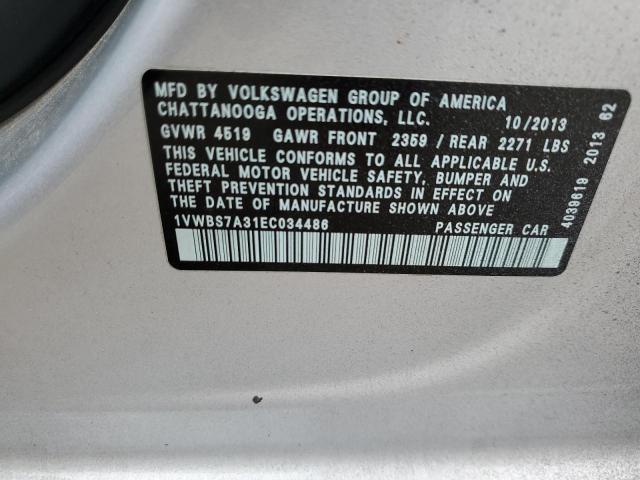 MFD BY VOLKSWAGEN GROUP OF AMERICA
CHATTANOOGA OPERATIONS, LLC. 10/2013
GVWR 4519 GAWR FRONT 2359 / REAR 2271 LBS
THIS VEHICLE CONFORMS TO ALL APPLICABLE U.S.
FEDERAL MOTOR VEHICLE SAFETY, BUMPER AND
THEFT PREVENTION STANDARDS IN EFFECT ON
THE DATE OF MANUFACTURE SHOWN ABOVE.
1VWBS7A31EC034486 PASSENGER CAR
4039619 2013 62